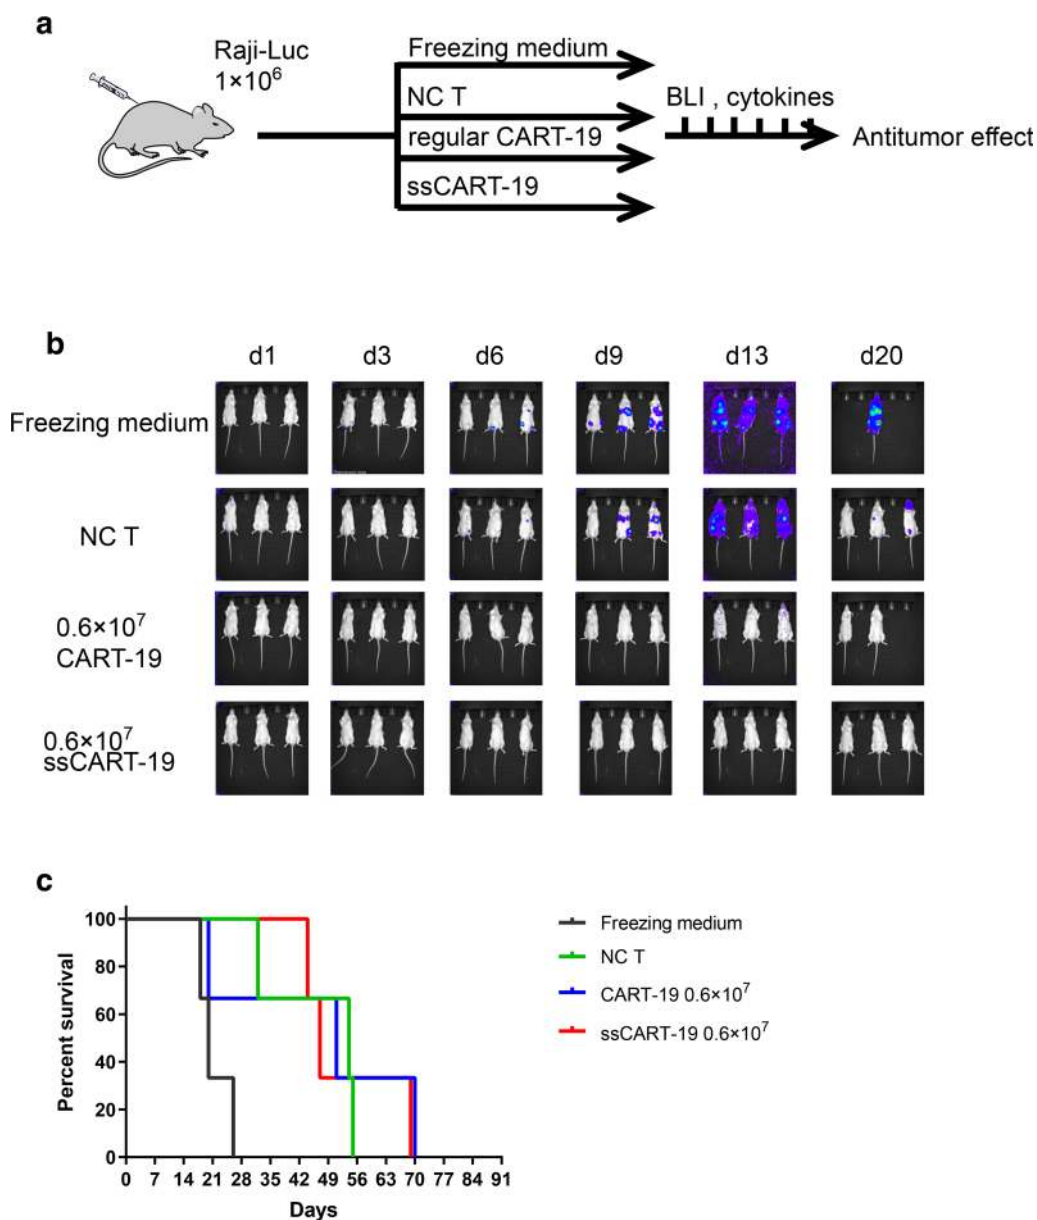 a
Raji-Luc
1×10⁶
Freezing medium
NC T
regular CART-19
ssCART-19
BLI , cytokines
Antitumor effect
b
d1 d3 d6 d9 d13 d20
Freezing medium
NC T
0.6×10⁷
CART-19
0.6×10⁷
ssCART-19
c
Percent survival
100
80
60
40
20
0
0 7 14 21 28 35 42 49 56 63 70 77 84 91
Days
Freezing medium
NC T
CART-19 0.6×10⁷
ssCART-19 0.6×10⁷